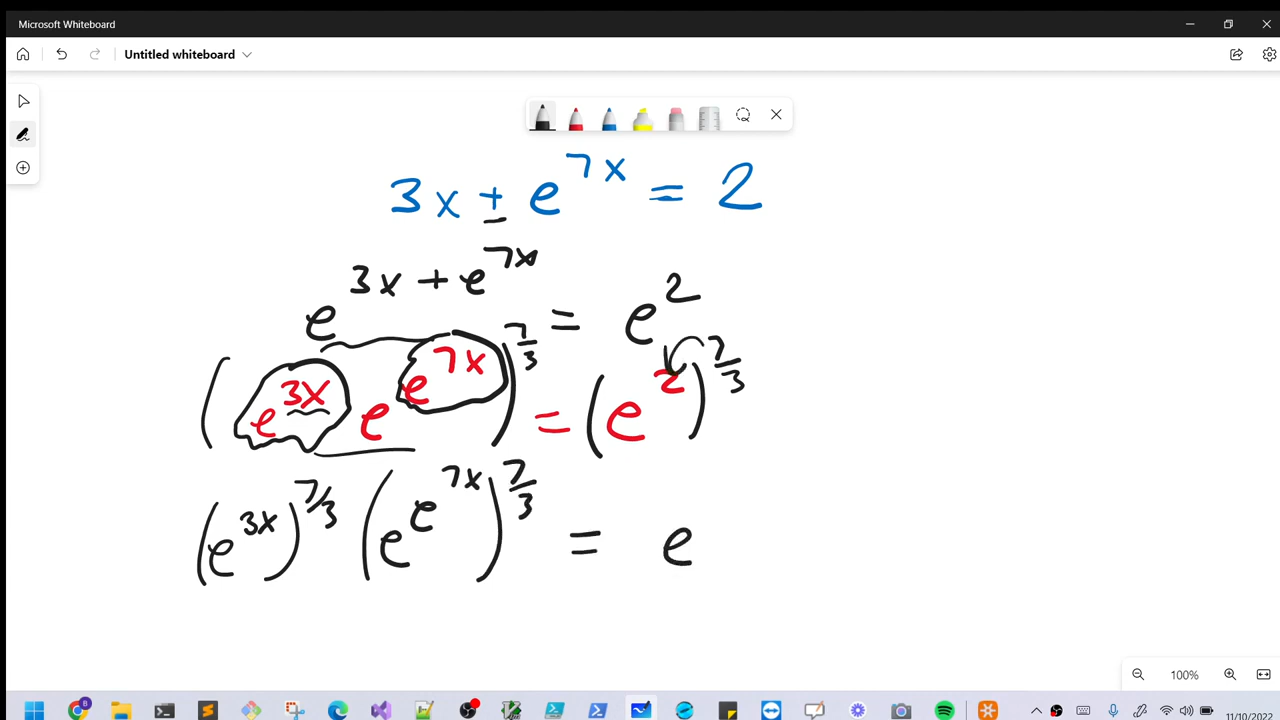 Microsoft Whiteboard
Untitled whiteboard
3x + e^{7x} = 2
e^{3x + e^{7x}} = e^2
(e^{3x} e^{e^{7x}})^{7/3} = (e^2)^{7/3}
(e^{3x})^{7/3} (e^{e^{7x}})^{7/3} = e
100%
11/10/2022